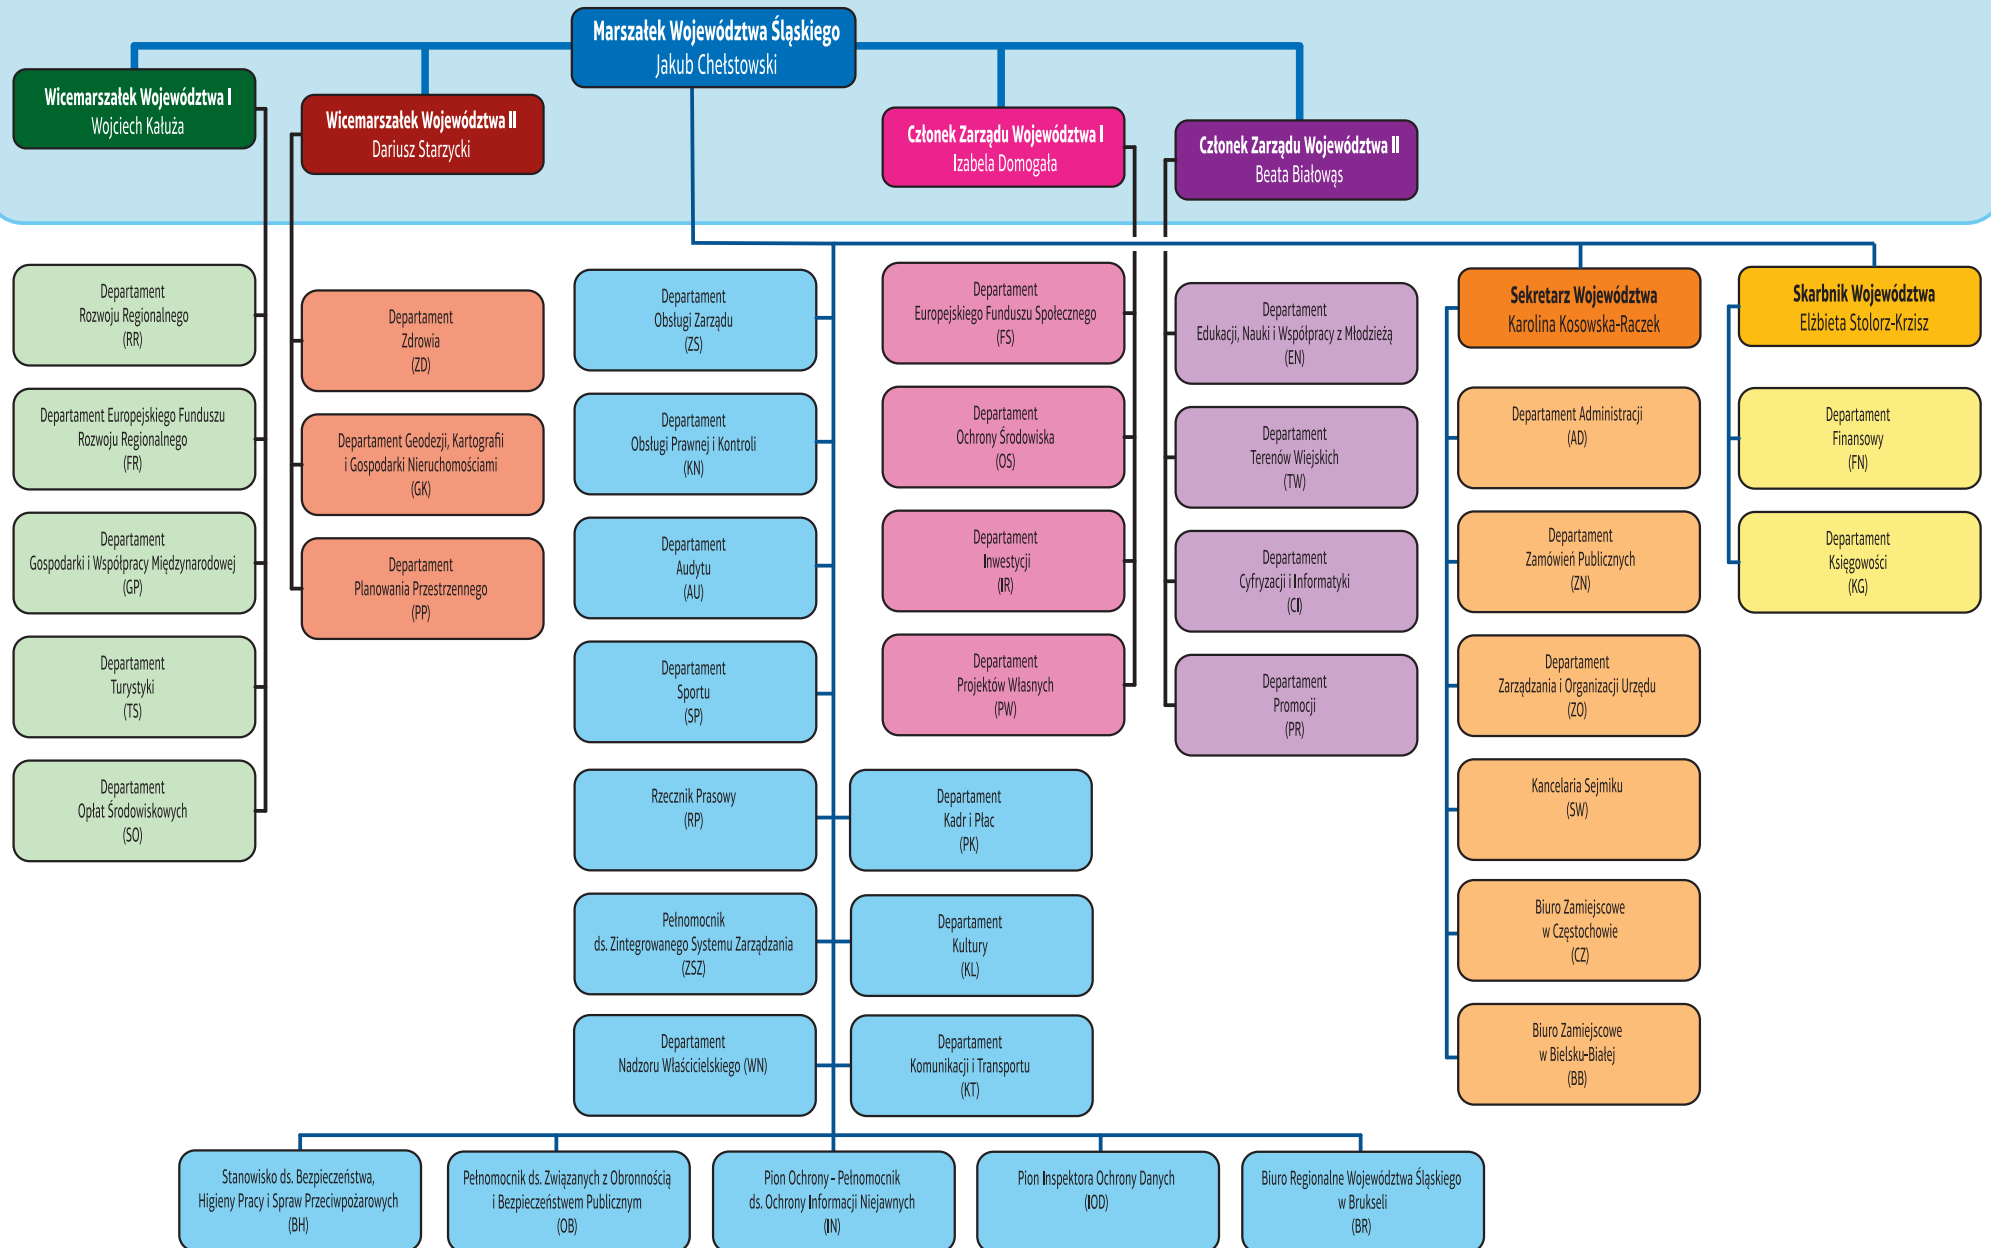 Marszałek Województwa Śląskiego
Jakub Chełstowski
Wicemarszałek Województwa I
Wojciech Kałuża
Wicemarszałek Województwa II
Dariusz Starzycki
Członek Zarządu Województwa I
Izabela Domogała
Członek Zarządu Województwa II
Beata Białowąs
Departament
Rozwoju Regionalnego
(RR)
Departament Europejskiego Funduszu
Rozwoju Regionalnego
(FR)
Departament
Gospodarki i Współpracy Międzynarodowej
(GP)
Departament
Turystyki
(TS)
Departament
Opłat Środowiskowych
(SO)
Departament
Zdrowia
(ZD)
Departament Geodezji, Kartografii
i Gospodarki Nieruchomościami
(GK)
Departament
Planowania Przestrzennego
(PP)
Departament
Obsługi Zarządu
(ZS)
Departament
Obsługi Prawnej i Kontroli
(KN)
Departament
Audytu
(AU)
Departament
Sportu
(SP)
Rzecznik Prasowy
(RP)
Pełnomocnik
ds. Zintegrowanego Systemu Zarządzania
(ZSZ)
Departament
Nadzoru Właścicielskiego (WN)
Departament
Kadr i Płac
(PK)
Departament
Kultury
(KL)
Departament
Komunikacji i Transportu
(KT)
Departament
Europejskiego Funduszu Społecznego
(FS)
Departament
Ochrony Środowiska
(OS)
Departament
Inwestycji
(IR)
Departament
Projektów Własnych
(PW)
Departament
Edukacji, Nauki i Współpracy z Młodzieżą
(EN)
Departament
Terenów Wiejskich
(TW)
Departament
Cyfryzacji i Informatyki
(CI)
Departament
Promocji
(PR)
Sekretarz Województwa
Karolina Kosowska-Raczek
Departament Administracji
(AD)
Departament
Zamówień Publicznych
(ZN)
Departament
Zarządzania i Organizacji Urzędu
(ZO)
Kancelaria Sejmiku
(SW)
Biuro Zamiejscowe
w Częstochowie
(CZ)
Biuro Zamiejscowe
w Bielsku-Białej
(BB)
Skarbnik Województwa
Elżbieta Stolorz-Krzisz
Departament
Finansowy
(FN)
Departament
Księgowości
(KG)
Stanowisko ds. Bezpieczeństwa,
Higieny Pracy i Spraw Przeciwpożarowych
(BH)
Pełnomocnik ds. Związanych z Obronnością
i Bezpieczeństwem Publicznym
(OB)
Pion Ochrony - Pełnomocnik
ds. Ochrony Informacji Niejawnych
(IN)
Pion Inspektora Ochrony Danych
(IOD)
Biuro Regionalne Województwa Śląskiego
w Brukseli
(BR)